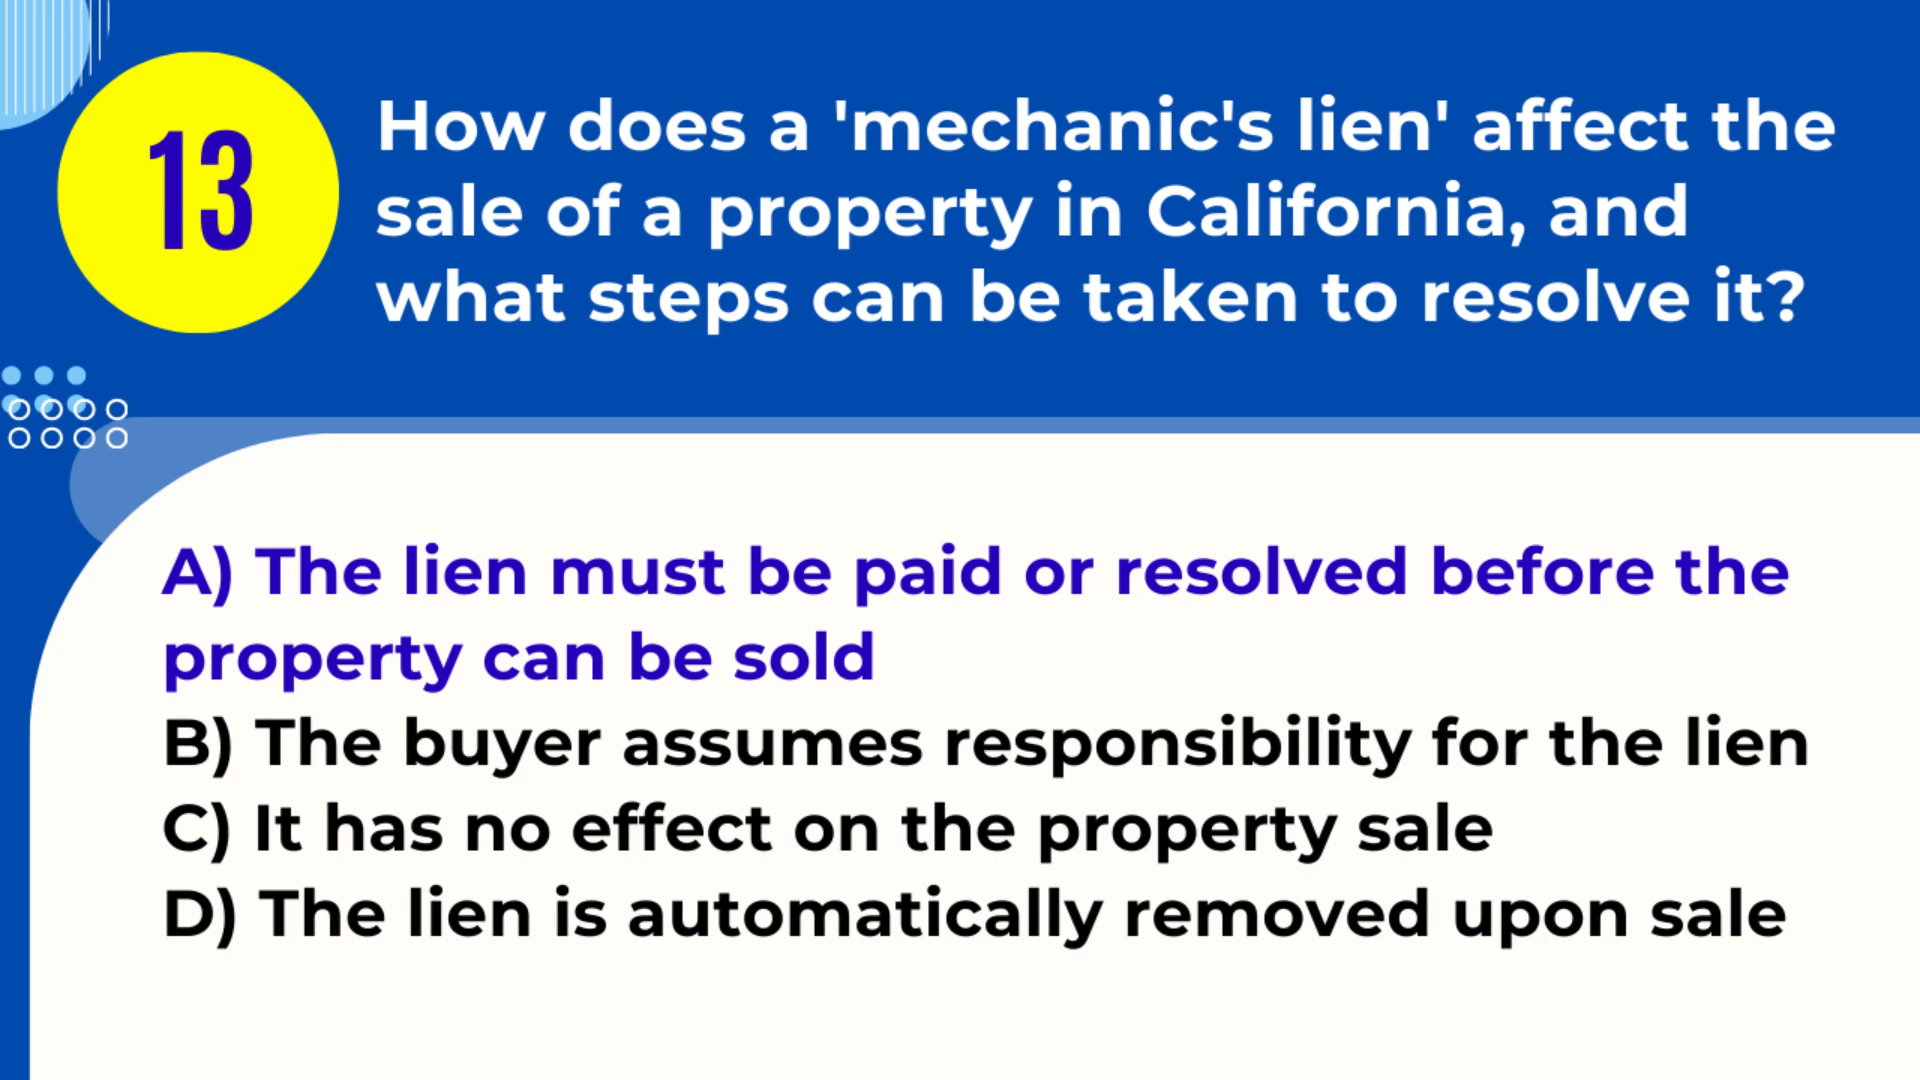 13
How does a 'mechanic's lien' affect the
sale of a property in California, and
what steps can be taken to resolve it?
A) The lien must be paid or resolved before the
property can be sold
B) The buyer assumes responsibility for the lien
C) It has no effect on the property sale
D) The lien is automatically removed upon sale